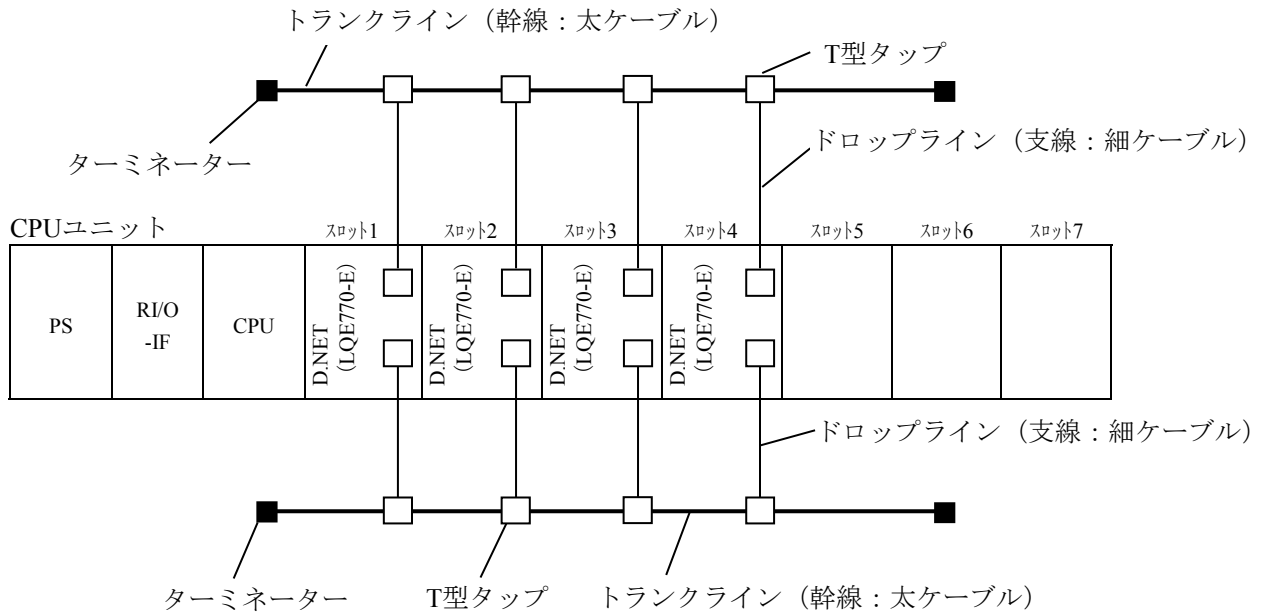 トランクライン（幹線：太ケーブル）
T型タップ
ドロップライン（支線：細ケーブル）
ターミネーター
CPUユニット
ｽﾛｯﾄ1
ｽﾛｯﾄ2
ｽﾛｯﾄ3
ｽﾛｯﾄ4
ｽﾛｯﾄ5
ｽﾛｯﾄ6
ｽﾛｯﾄ7
PS
RI/O
-IF
CPU
D.NET
(LQE770-E)
D.NET
(LQE770-E)
D.NET
(LQE770-E)
D.NET
(LQE770-E)
ドロップライン（支線：細ケーブル）
ターミネーター
T型タップ
トランクライン（幹線：太ケーブル）